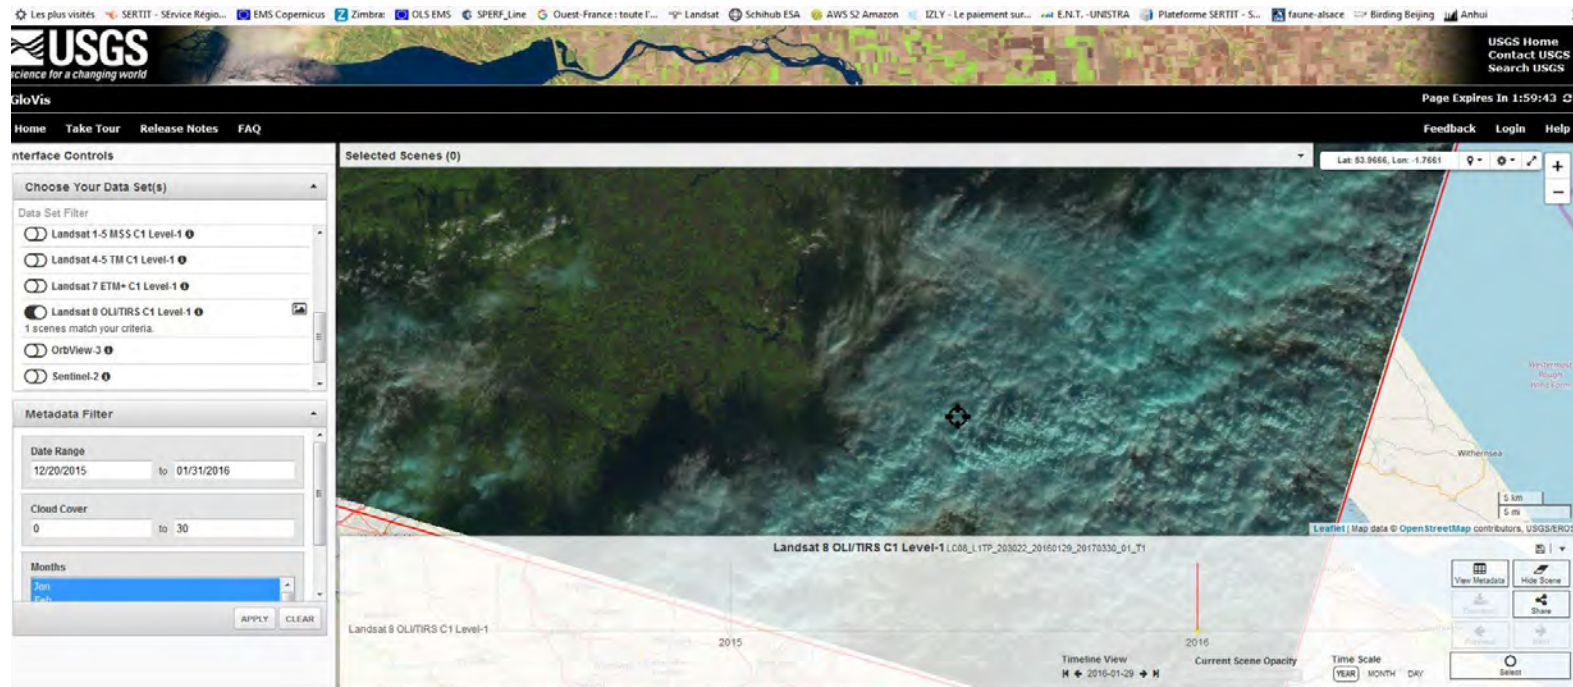 Les plus visités SERTIT - SErvice Régio... EMS Copernicus Zimbra: OLS EMS SPERF_Line Ouest-France : toute l'... Landsat Schihub ESA AWS S2 Amazon IZLY - Le paiement sur... E.N.T. -UNISTRA Plateforme SERTIT - S... faune-alsace Birding Beijing Anhui
USGS
science for a changing world
USGS Home
Contact USGS
Search USGS
GloVis
Page Expires In 1:59:43
Home Take Tour Release Notes FAQ
Feedback Login Help
nterface Controls
Selected Scenes (0)
Lat: 53.9666, Lon: -1.7661
+
−
Choose Your Data Set(s)
Data Set Filter
Landsat 1-5 MSS C1 Level-1
Landsat 4-5 TM C1 Level-1
Landsat 7 ETM+ C1 Level-1
Landsat 8 OLI/TIRS C1 Level-1
1 scenes match your criteria.
OrbView-3
Sentinel-2
Metadata Filter
Date Range
12/20/2015 to 01/31/2016
Cloud Cover
0 to 30
Months
Jan
Feb
APPLY CLEAR
Westermost
Rough
Wind Farm
Withernsea
5 km
5 mi
Leaflet | Map data © OpenStreetMap contributors, USGS/EROS
Landsat 8 OLI/TIRS C1 Level-1 LC08_L1TP_203022_20160129_20170330_01_T1
View Metadata Hide Scene
Download Share
Previous Next
Landsat 8 OLI/TIRS C1 Level-1
2015 2016
Timeline View
2016-01-29
Current Scene Opacity
Time Scale
YEAR MONTH DAY
Select